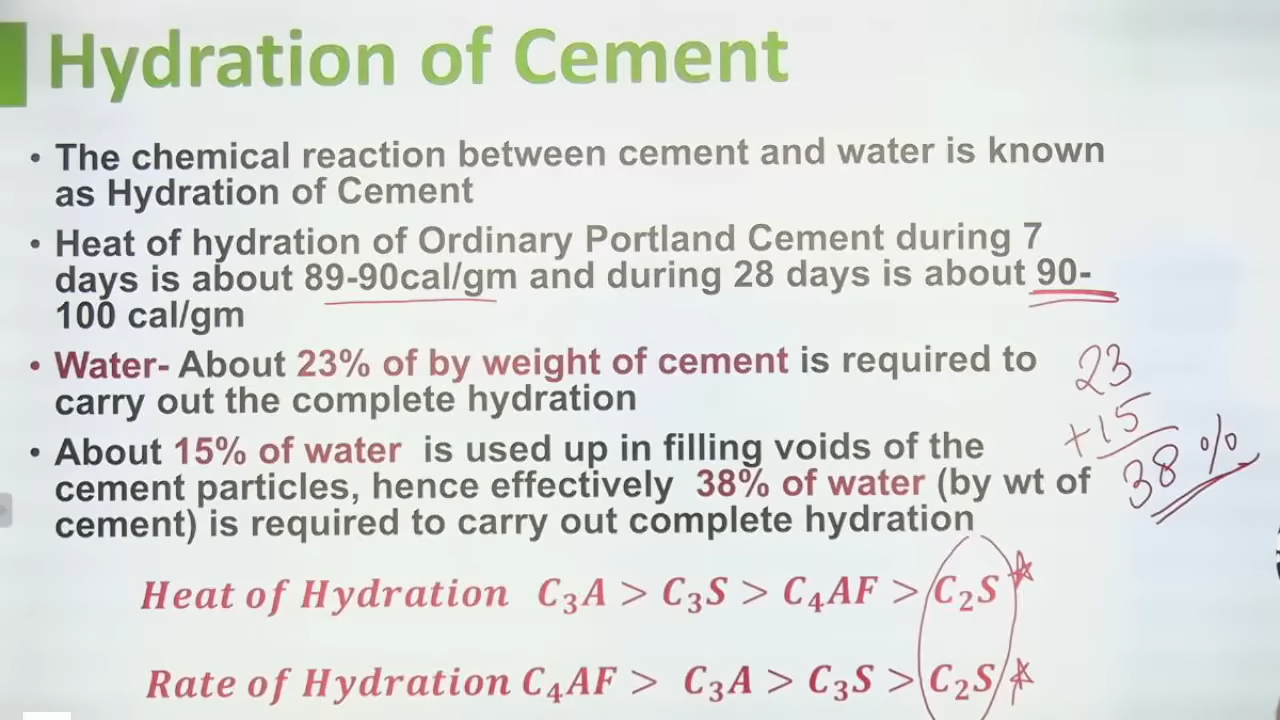 Hydration of Cement
• The chemical reaction between cement and water is known
as Hydration of Cement
• Heat of hydration of Ordinary Portland Cement during 7
days is about 89-90cal/gm and during 28 days is about 90-
100 cal/gm
• Water- About 23% of by weight of cement is required to
carry out the complete hydration
• About 15% of water is used up in filling voids of the
cement particles, hence effectively 38% of water (by wt of
cement) is required to carry out complete hydration
23
+15
38 %
Heat of Hydration C₃A > C₃S > C₄AF > C₂S
Rate of Hydration C₄AF > C₃A > C₃S > C₂S